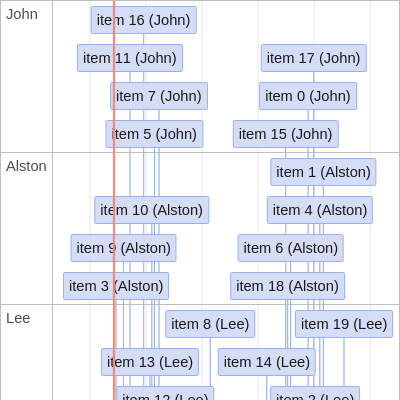 John
item 16 (John)
item 11 (John)
item 17 (John)
item 7 (John)
item 0 (John)
item 5 (John)
item 15 (John)
Alston
item 1 (Alston)
item 10 (Alston)
item 4 (Alston)
item 9 (Alston)
item 6 (Alston)
item 3 (Alston)
item 18 (Alston)
Lee
item 8 (Lee)
item 19 (Lee)
item 13 (Lee)
item 14 (Lee)
item 12 (Lee)
item 2 (Lee)